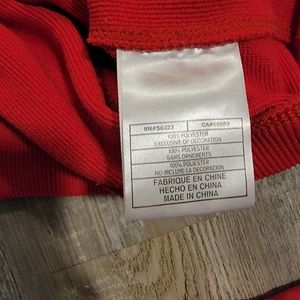 RN#56323 CA#05553
100% POLYESTER
EXCLUSIVE OF DECORATION
100% POLYESTER
SANS ORNEMENTS
100% POLIESTER
NO INCLUYE LA DECORACION
FABRIQUE EN CHINE
HECHO EN CHINA
MADE IN CHINA